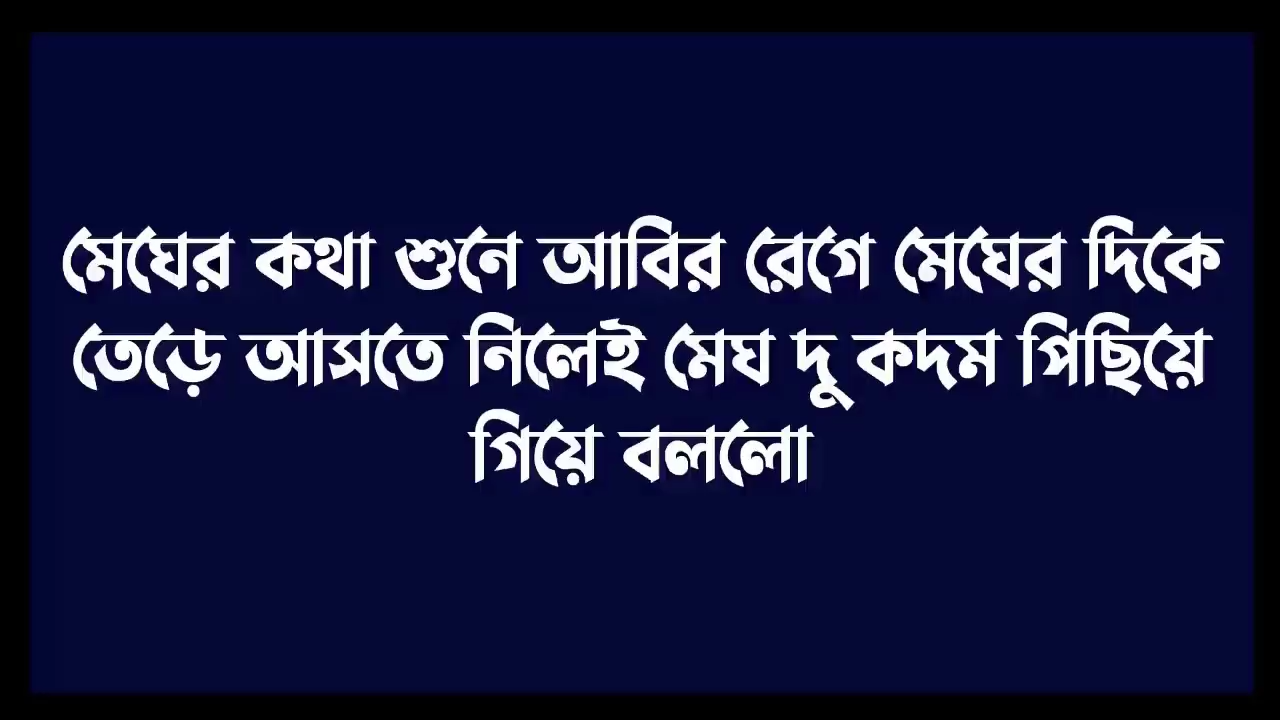 মেঘের কথা শুনে আবির রেগে মেঘের দিকে
তেড়ে আসতে নিলেই মেঘ দু কদম পিছিয়ে
গিয়ে বললো